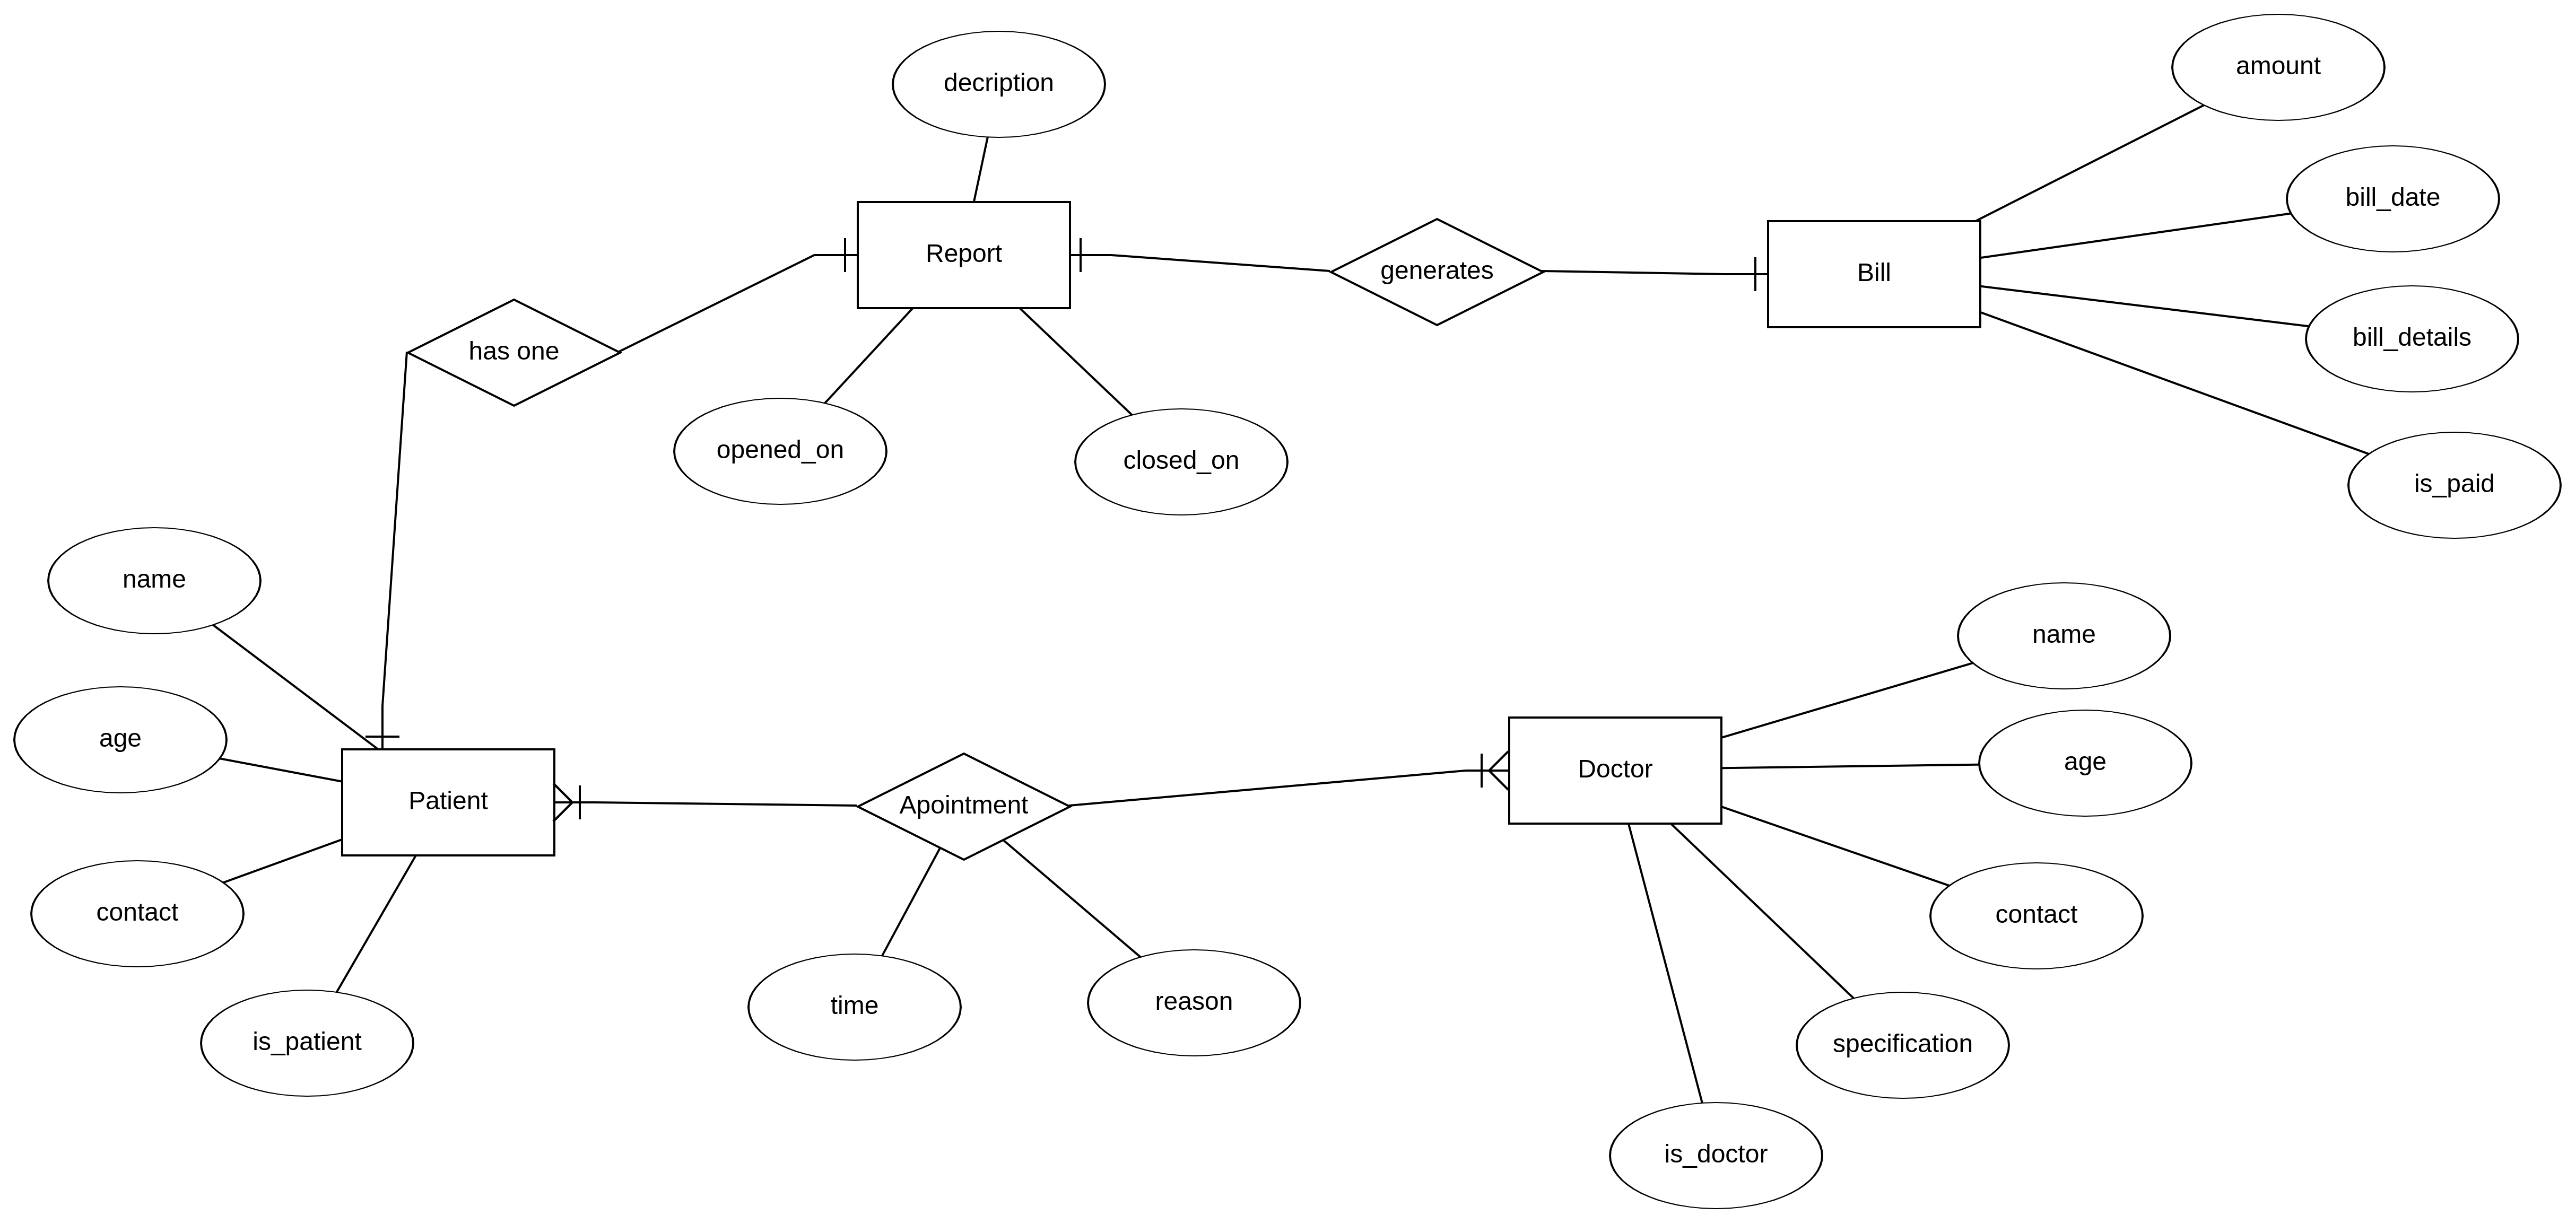 decription
amount
bill_date
Report
generates
Bill
bill_details
has one
opened_on
closed_on
is_paid
name
name
age
age
Patient
Apointment
Doctor
contact
contact
time
reason
is_patient
specification
is_doctor